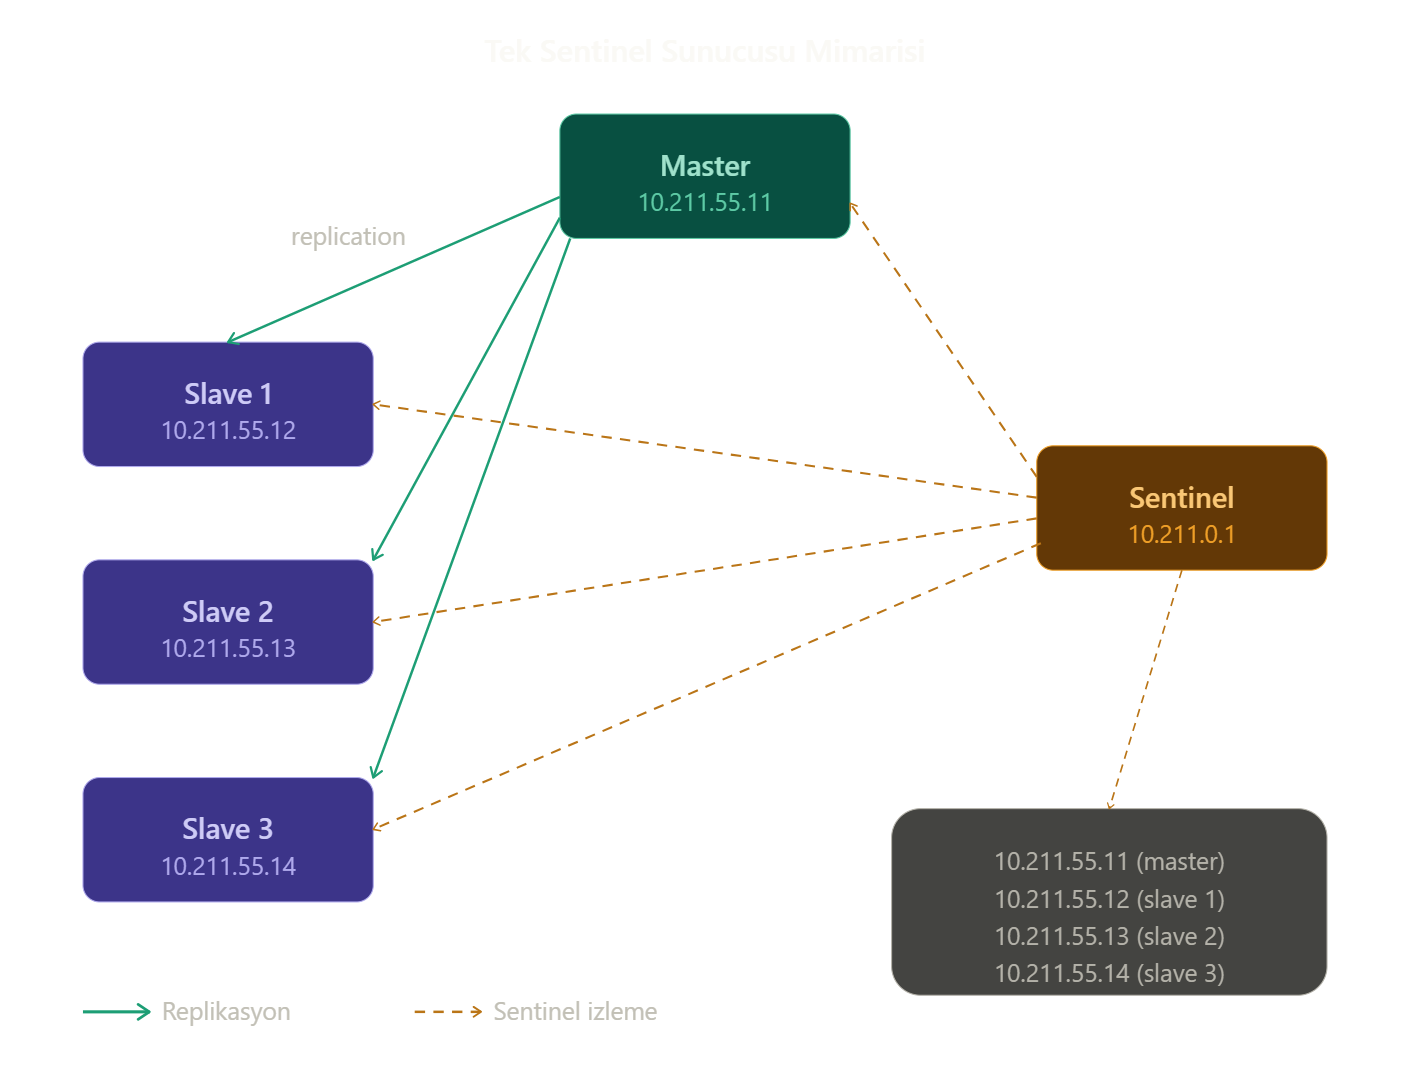 Tek Sentinel Sunucusu Mimarisi
Master
10.211.55.11
replication
Slave 1
10.211.55.12
Sentinel
10.211.0.1
Slave 2
10.211.55.13
Slave 3
10.211.55.14
10.211.55.11 (master)
10.211.55.12 (slave 1)
10.211.55.13 (slave 2)
10.211.55.14 (slave 3)
Replikasyon
Sentinel izleme